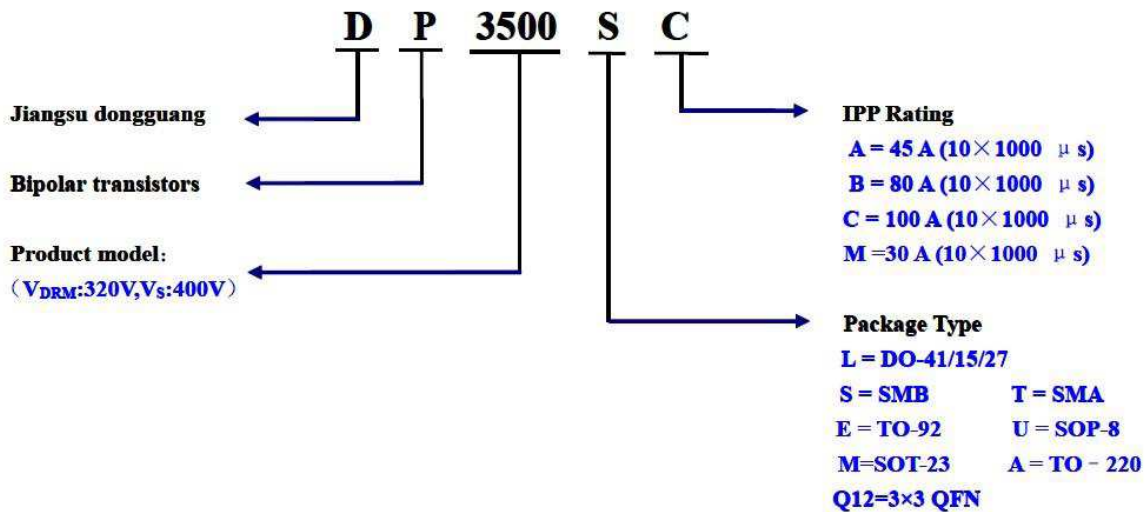 D P 3500 S C
Jiangsu dongguang
Bipolar transistors
Product model：
（VDRM:320V,VS:400V）
IPP Rating
A = 45 A (10×1000 μ s)
B = 80 A (10×1000 μ s)
C = 100 A (10×1000 μ s)
M =30 A (10×1000 μ s)
Package Type
L = DO-41/15/27
S = SMB T = SMA
E = TO-92 U = SOP-8
M=SOT-23 A = TO－220
Q12=3×3 QFN